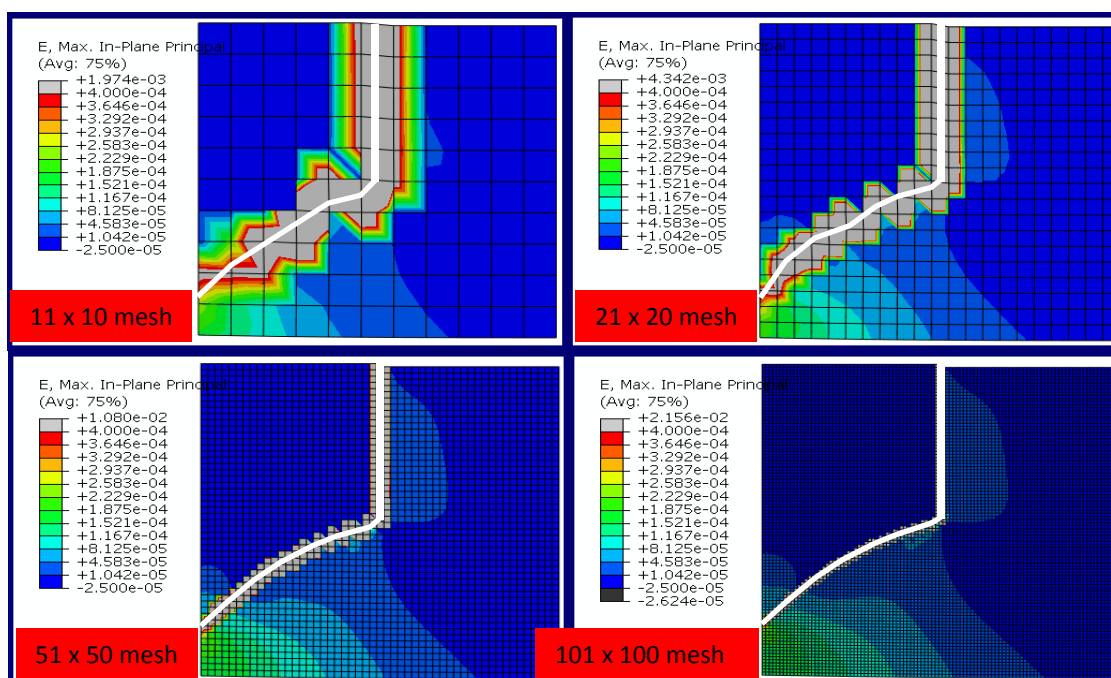 E, Max. In-Plane Principal
(Avg: 75%)
+1.974e-03
+4.000e-04
+3.646e-04
+3.292e-04
+2.937e-04
+2.583e-04
+2.229e-04
+1.875e-04
+1.521e-04
+1.167e-04
+8.125e-05
+4.583e-05
+1.042e-05
-2.500e-05
11 x 10 mesh
E, Max. In-Plane Principal
(Avg: 75%)
+4.342e-03
+4.000e-04
+3.646e-04
+3.292e-04
+2.937e-04
+2.583e-04
+2.229e-04
+1.875e-04
+1.521e-04
+1.167e-04
+8.125e-05
+4.583e-05
+1.042e-05
-2.500e-05
21 x 20 mesh
E, Max. In-Plane Principal
(Avg: 75%)
+1.080e-02
+4.000e-04
+3.646e-04
+3.292e-04
+2.937e-04
+2.583e-04
+2.229e-04
+1.875e-04
+1.521e-04
+1.167e-04
+8.125e-05
+4.583e-05
+1.042e-05
-2.500e-05
51 x 50 mesh
E, Max. In-Plane Principal
(Avg: 75%)
+2.156e-02
+4.000e-04
+3.646e-04
+3.292e-04
+2.937e-04
+2.583e-04
+2.229e-04
+1.875e-04
+1.521e-04
+1.167e-04
+8.125e-05
+4.583e-05
+1.042e-05
-2.500e-05
-2.624e-05
101 x 100 mesh